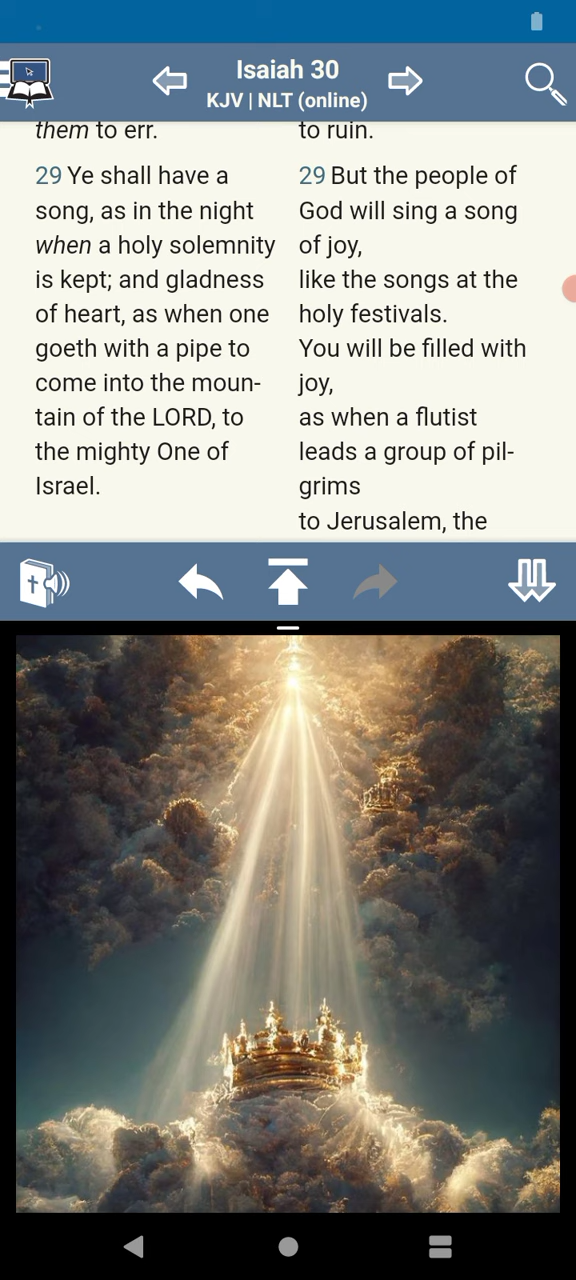 Isaiah 30
KJV | NLT (online)
them to err.
29 Ye shall have a
song, as in the night
when a holy solemnity
is kept; and gladness
of heart, as when one
goeth with a pipe to
come into the moun-
tain of the LORD, to
the mighty One of
Israel.
to ruin.
29 But the people of
God will sing a song
of joy,
like the songs at the
holy festivals.
You will be filled with
joy,
as when a flutist
leads a group of pil-
grims
to Jerusalem, the